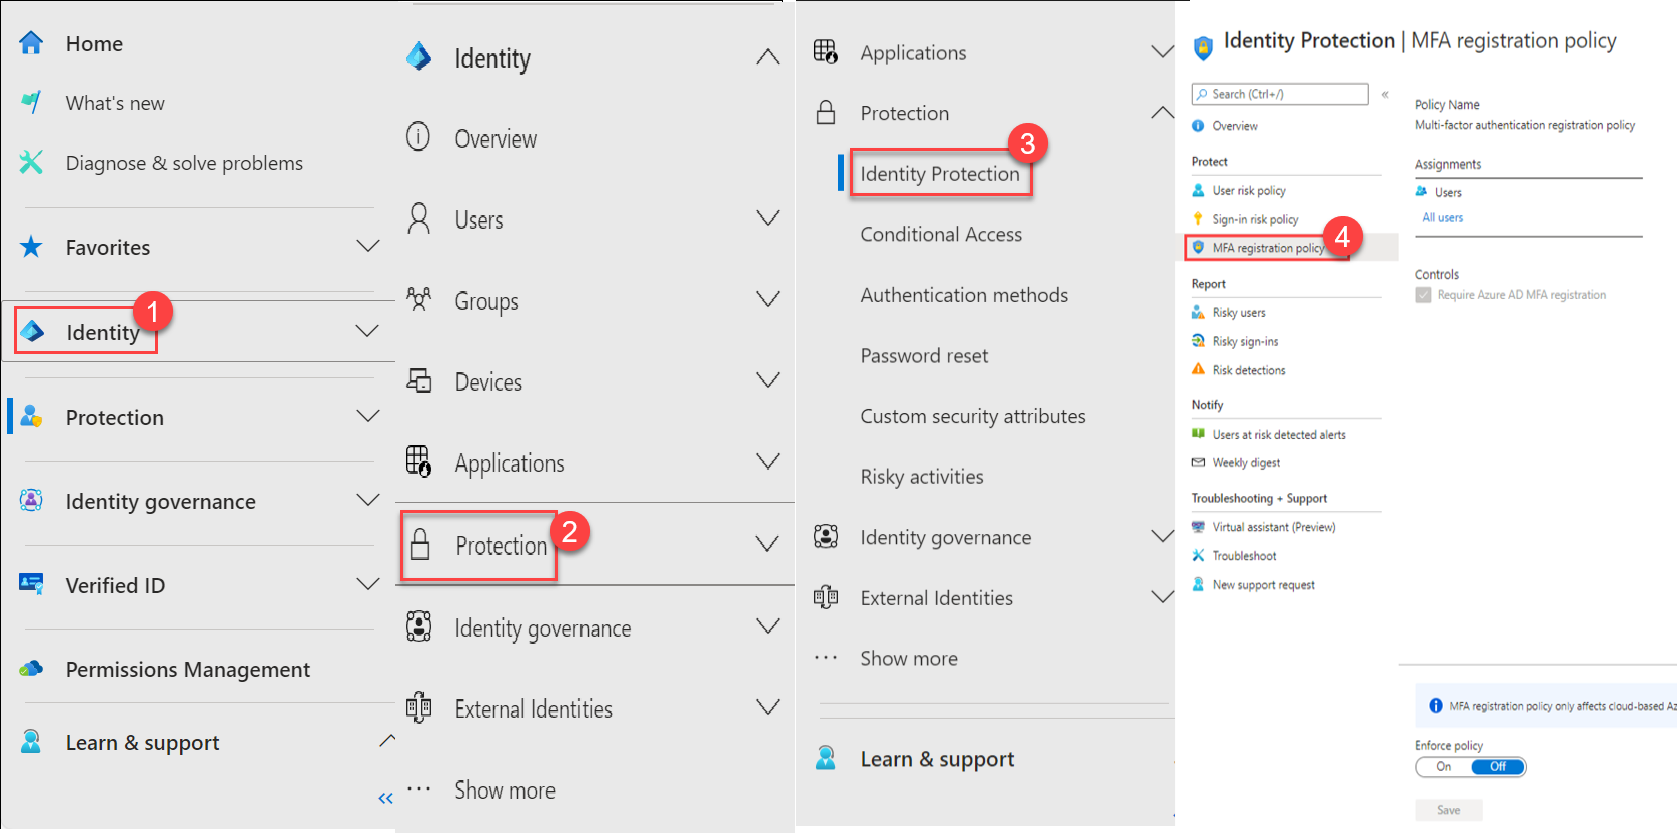 Home
What's new
Diagnose & solve problems
Favorites
1
Identity
Protection
Identity governance
Verified ID
Permissions Management
Learn & support
Identity
Overview
Users
Groups
Devices
Applications
2
Protection
Identity governance
External Identities
Show more
Applications
Protection
3
Identity Protection
Conditional Access
Authentication methods
Password reset
Custom security attributes
Risky activities
Identity governance
External Identities
Show more
Learn & support
Identity Protection | MFA registration policy
Search (Ctrl+/)
Overview
Protect
User risk policy
Sign-in risk policy
4
MFA registration policy
Report
Risky users
Risky sign-ins
Risk detections
Notify
Users at risk detected alerts
Weekly digest
Troubleshooting + Support
Virtual assistant (Preview)
Troubleshoot
New support request
Policy Name
Multi-factor authentication registration policy
Assignments
Users
All users
Controls
Require Azure AD MFA registration
MFA registration policy only affects cloud-based Az
Enforce policy
On Off
Save